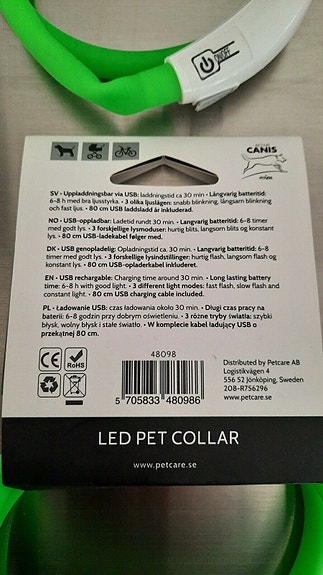 ON/OFF
ACTIVE
CANIS
SV • Uppladdningsbar via USB: laddningstid ca 30 min. • Långvarig batteritid:
6-8 h med bra ljusstyrka. • 3 olika ljuslägen: snabb blinkning, långsam blinkning
och fast ljus. • 80 cm USB laddsladd är inkluderad.
NO • USB-oppladbar: Ladetid rundt 30 min. • Langvarig batteritid: 6-8 timer
med godt lys. • 3 forskjellige lysmoduser: hurtig blits, langsom blits og konstant
lys. • 80 cm USB-ladekabel følger med.
DK • USB genopladelig: Opladningstid ca 30 min. • Lang batteritid: 6-8 timer
med godt lys. • 3 forskellige lysindstillinger: hurtig flash, langsom flash og
konstant lys. • 80 cm USB-opladerkabel inkluderet.
EN • USB rechargable: Charging time around 30 min. • Long lasting battery
time: 6-8 h with good light. • 3 different light modes: fast flash, slow flash and
constant light. • 80 cm USB charging cable included.
PL • Ładowanie USB: czas ładowania około 30 min. • Długi czas pracy na
baterii: 6-8 godzin przy dobrym oświetleniu. • 3 różne tryby światła: szybki
błysk, wolny błysk i stałe światło. • W komplecie kabel ładujący USB o
przekątnej 80 cm.
CE
RoHS
48098
5 705833 480986
Distributed by Petcare AB
Logistikvägen 4
556 52 Jönköping, Sweden
208-R756296
LED PET COLLAR
www.petcare.se